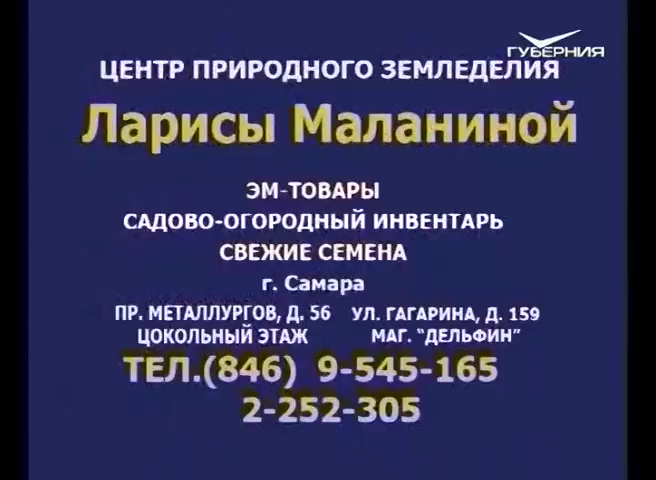 ГУБЕРНИЯ
ЦЕНТР ПРИРОДНОГО ЗЕМЛЕДЕЛИЯ
Ларисы Маланиной
ЭМ-ТОВАРЫ
САДОВО-ОГОРОДНЫЙ ИНВЕНТАРЬ
СВЕЖИЕ СЕМЕНА
г. Самара
ПР. МЕТАЛЛУРГОВ, Д. 56
ЦОКОЛЬНЫЙ ЭТАЖ
УЛ. ГАГАРИНА, Д. 159
МАГ. "ДЕЛЬФИН"
ТЕЛ.(846) 9-545-165
2-252-305